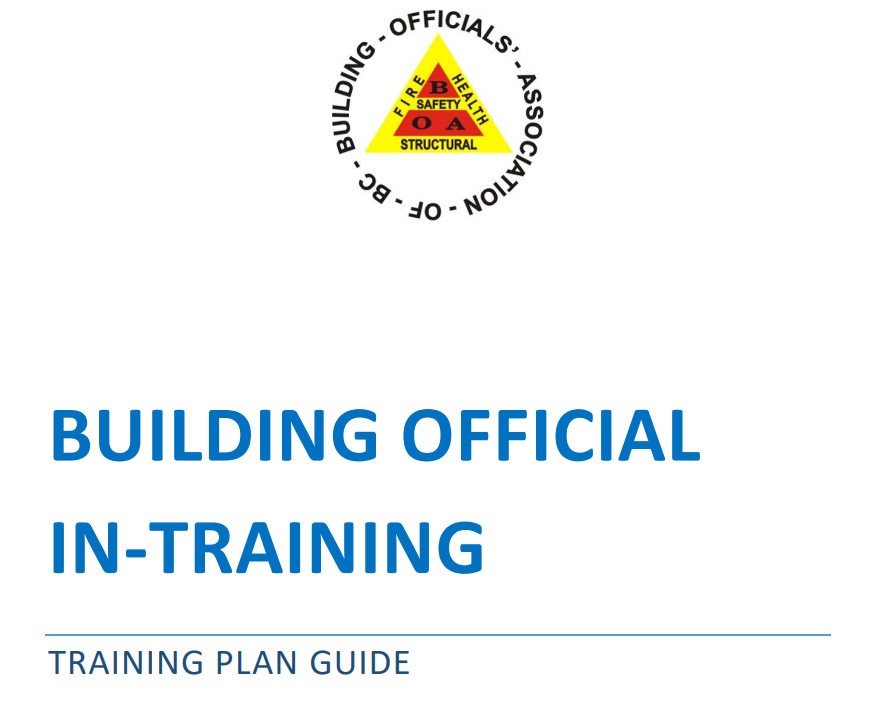 BUILDING - OFFICIALS' - ASSOCIATION - OF - BC -
FIRE
HEALTH
B
SAFETY
O A
STRUCTURAL
BUILDING OFFICIAL
IN-TRAINING
TRAINING PLAN GUIDE